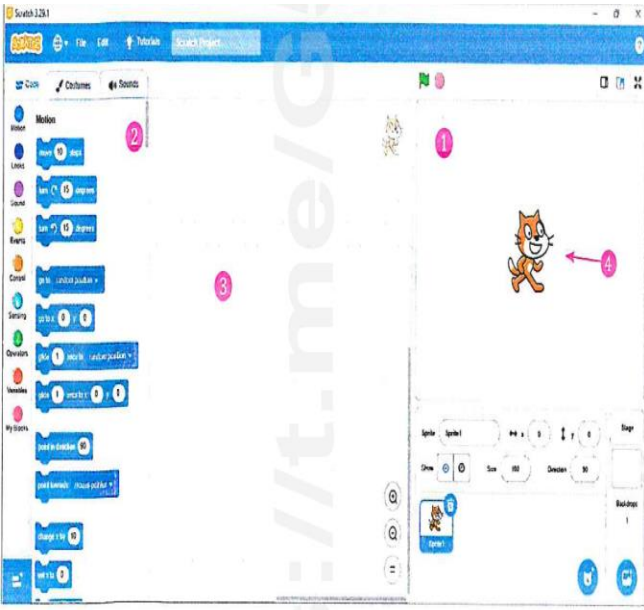 Scratch 3.29.1
File Edit Tutorials Scratch Project
Code Costumes Sounds
Motion
Looks
Sound
Events
Control
Sensing
Operators
Variables
My Blocks
Motion
2
move 10 steps
turn 15 degrees
turn 15 degrees
go to random position
go to x: 0 y: 0
glide 1 secs to random position
glide 1 secs to x: 0 y: 0
point in direction 90
point towards mouse-pointer
change x by 10
set x to 0
3
1
4
Sprite Sprite1 x 0 y 0
Show Size 100 Direction 90
Sprite1
Stage
Backdrops
1
://t.me/G